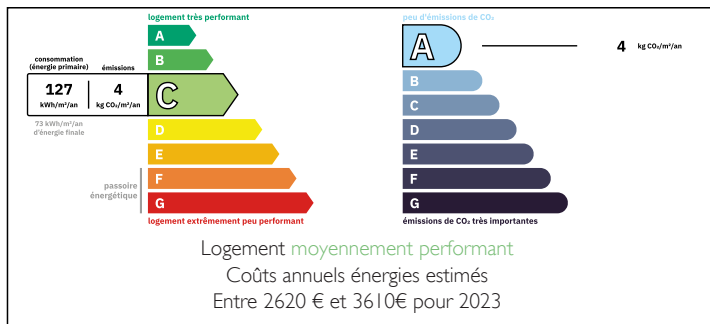 logement très performant
A
B
consommation
(énergie primaire)
émissions
127
kWh/m²/an
4
kg CO₂/m²/an
C
73 kWh/m²/an
d'énergie finale
D
E
passoire
énergétique
F
G
logement extrêmement peu performant
peu d'émissions de CO₂
A
4 kg CO₂/m²/an
B
C
D
E
F
G
émissions de CO₂ très importantes
Logement moyennement performant
Coûts annuels énergies estimés
Entre 2620 € et 3610€ pour 2023